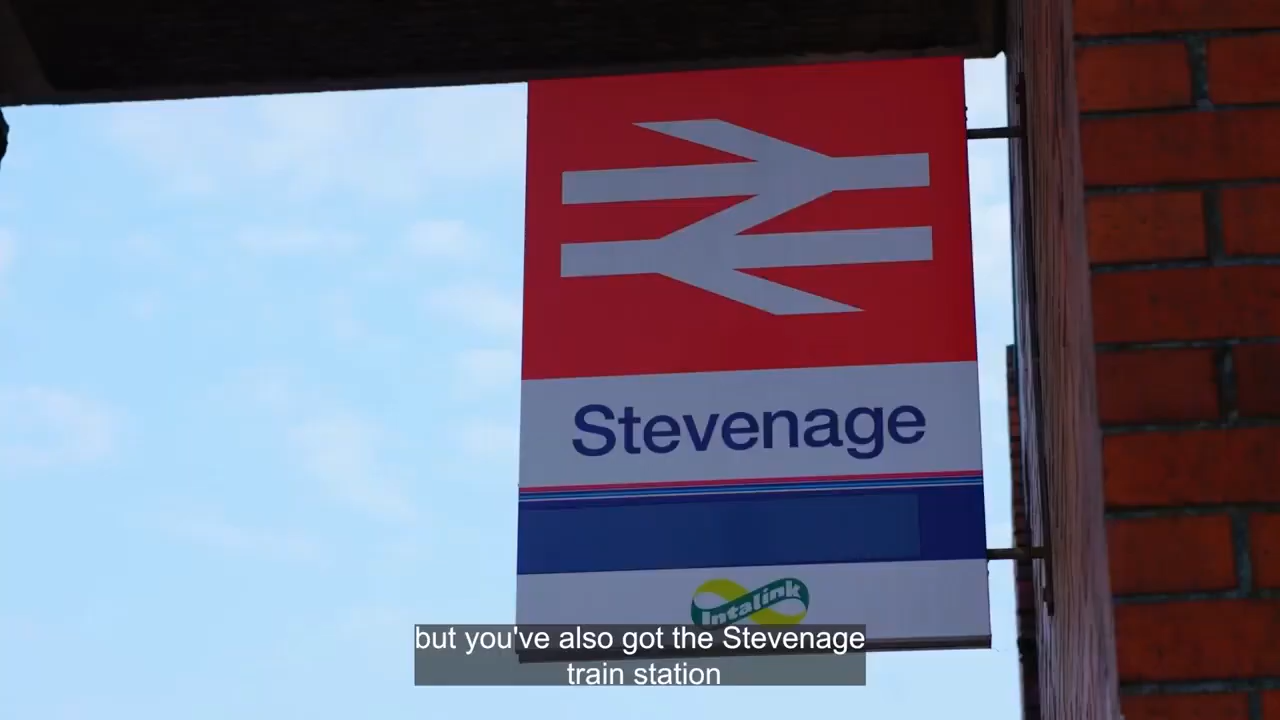 Stevenage
Intalink
but you've also got the Stevenage
train station